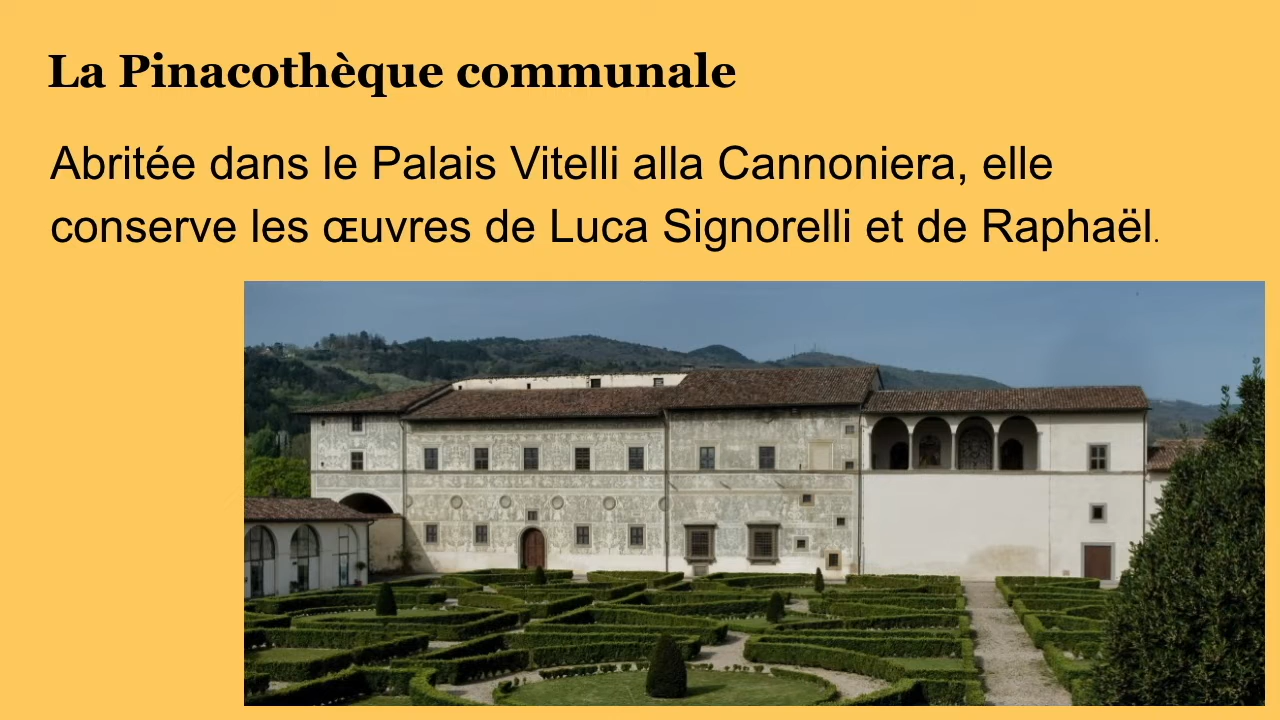 La Pinacothèque communale
Abritée dans le Palais Vitelli alla Cannoniera, elle
conserve les œuvres de Luca Signorelli et de Raphaël.